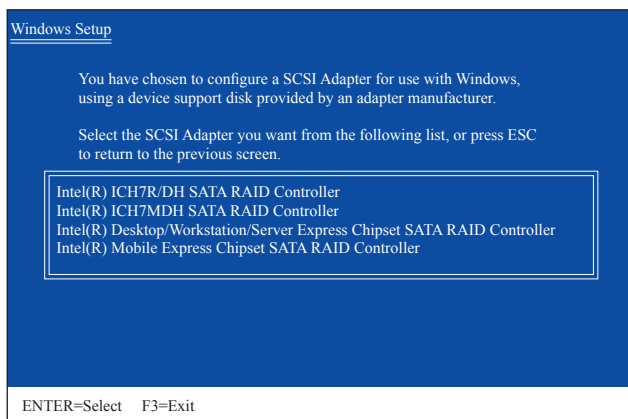 Windows Setup
You have chosen to configure a SCSI Adapter for use with Windows,
using a device support disk provided by an adapter manufacturer.
Select the SCSI Adapter you want from the following list, or press ESC
to return to the previous screen.
Intel(R) ICH7R/DH SATA RAID Controller
Intel(R) ICH7MDH SATA RAID Controller
Intel(R) Desktop/Workstation/Server Express Chipset SATA RAID Controller
Intel(R) Mobile Express Chipset SATA RAID Controller
ENTER=Select F3=Exit